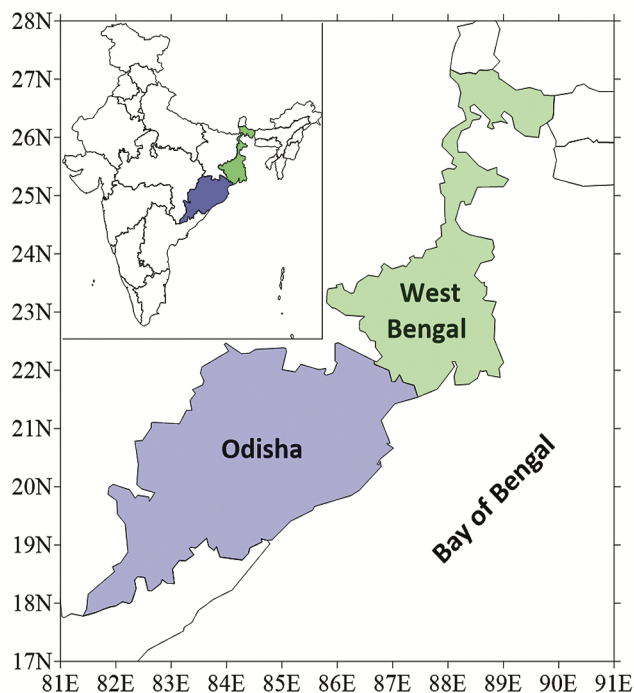 28N
27N
26N
25N
24N
23N
22N
21N
20N
19N
18N
17N
West
Bengal
Odisha
Bay of Bengal
81E 82E 83E 84E 85E 86E 87E 88E 89E 90E 91E